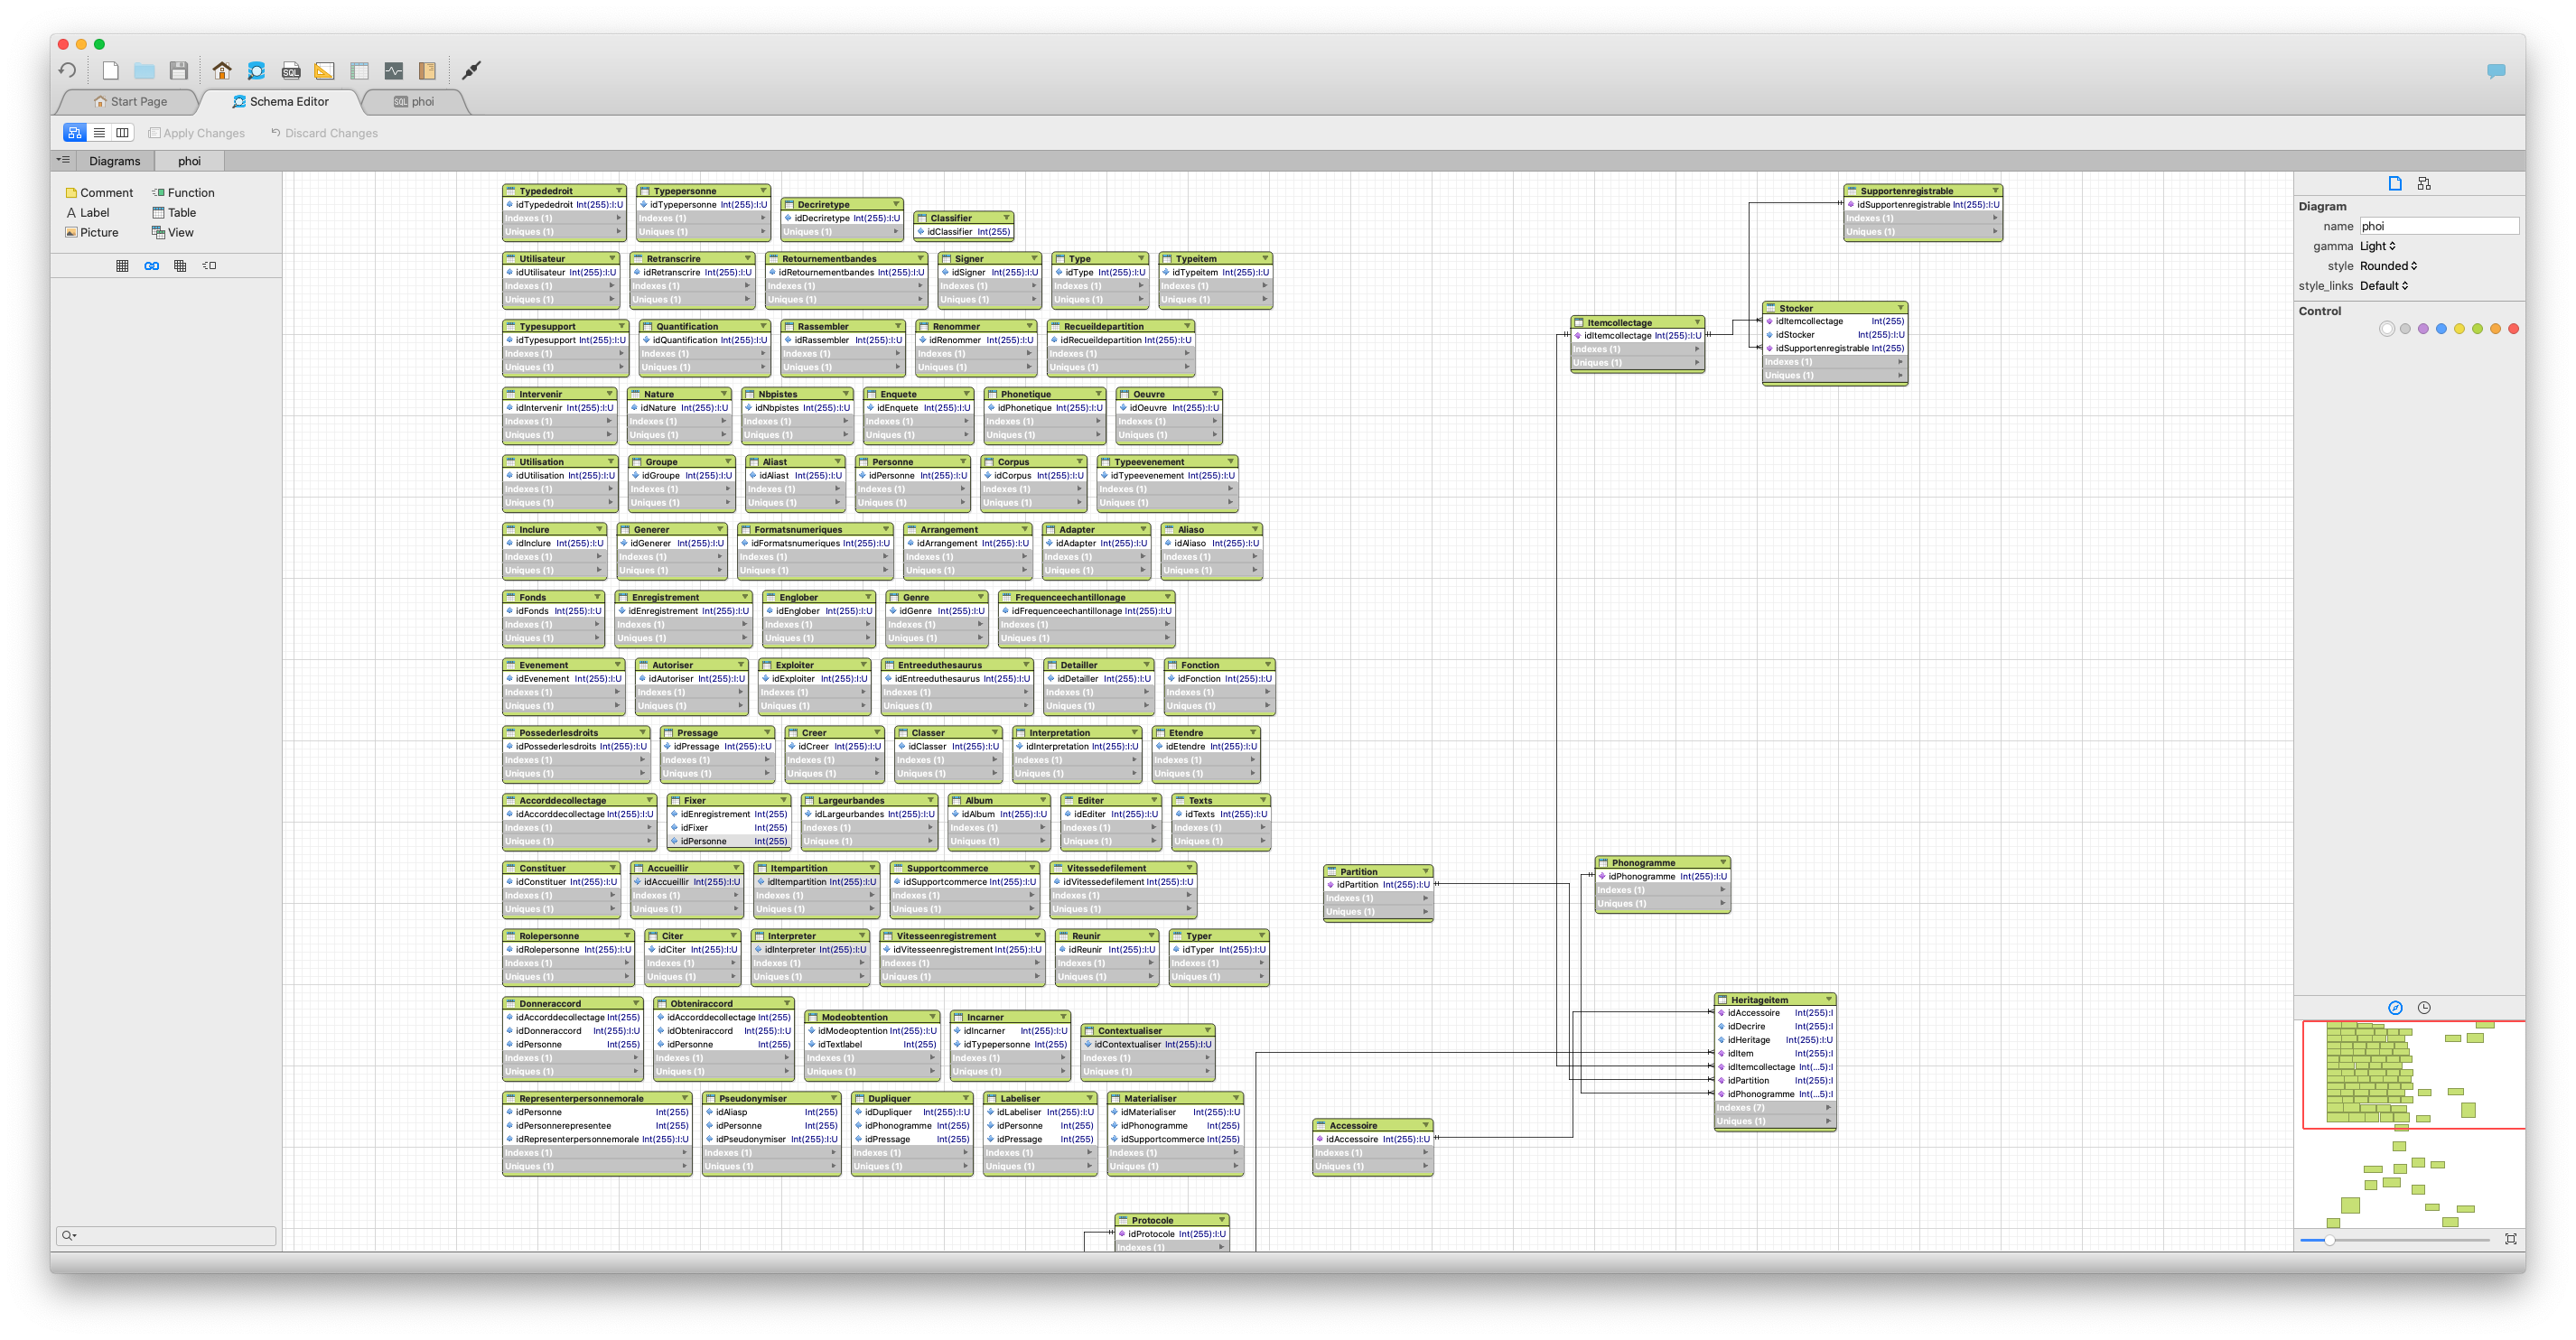 Start Page
Schema Editor
SQL phoi
Apply Changes Discard Changes
Diagrams phoi
Comment Function
Label Table
Picture View
Typededroit
idTypededroit Int(255):I:U
Indexes (1)
Uniques (1)
Typepersonne
idTypepersonne Int(255):I:U
Indexes (1)
Uniques (1)
Decriretype
idDecriretype Int(255):I:U
Uniques (1)
Classifier
idClassifier Int(255)
Utilisateur
idUtilisateur Int(255):I:U
Indexes (1)
Uniques (1)
Retranscrire
idRetranscrire Int(255):I:U
Indexes (1)
Uniques (1)
Retournementbandes
idRetournementbandes Int(255):I:U
Indexes (1)
Uniques (1)
Signer
idSigner Int(255):I:U
Indexes (1)
Uniques (1)
Type
idType Int(255):I:U
Indexes (1)
Uniques (1)
Typeitem
idTypeitem Int(255):I:U
Indexes (1)
Uniques (1)
Typesupport
idTypesupport Int(255):I:U
Indexes (1)
Uniques (1)
Quantification
idQuantification Int(255):I:U
Indexes (1)
Uniques (1)
Rassembler
idRassembler Int(255):I:U
Indexes (1)
Uniques (1)
Renommer
idRenommer Int(255):I:U
Indexes (1)
Uniques (1)
Recueildepartition
idRecueildepartition Int(255):I:U
Indexes (1)
Uniques (1)
Intervenir
idIntervenir Int(255):I:U
Indexes (1)
Uniques (1)
Nature
idNature Int(255):I:U
Indexes (1)
Uniques (1)
Nbpistes
idNbpistes Int(255):I:U
Indexes (1)
Uniques (1)
Enquete
idEnquete Int(255):I:U
Indexes (1)
Uniques (1)
Phonetique
idPhonetique Int(255):I:U
Indexes (1)
Uniques (1)
Oeuvre
idOeuvre Int(255):I:U
Indexes (1)
Uniques (1)
Utilisation
idUtilisation Int(255):I:U
Indexes (1)
Uniques (1)
Groupe
idGroupe Int(255):I:U
Indexes (1)
Uniques (1)
Aliast
idAliast Int(255):I:U
Indexes (1)
Uniques (1)
Personne
idPersonne Int(255):I:U
Indexes (1)
Uniques (1)
Corpus
idCorpus Int(255):I:U
Indexes (1)
Uniques (1)
Typeevenement
idTypeevenement Int(255):I:U
Indexes (1)
Uniques (1)
Inclure
idInclure Int(255):I:U
Indexes (1)
Uniques (1)
Generer
idGenerer Int(255):I:U
Indexes (1)
Uniques (1)
Formatsnumeriques
idFormatsnumeriques Int(255):I:U
Indexes (1)
Uniques (1)
Arrangement
idArrangement Int(255):I:U
Indexes (1)
Uniques (1)
Adapter
idAdapter Int(255):I:U
Indexes (1)
Uniques (1)
Aliaso
idAliaso Int(255):I:U
Indexes (1)
Uniques (1)
Fonds
idFonds Int(255):I:U
Indexes (1)
Uniques (1)
Enregistrement
idEnregistrement Int(255):I:U
Indexes (1)
Uniques (1)
Englober
idEnglober Int(255):I:U
Indexes (1)
Uniques (1)
Genre
idGenre Int(255):I:U
Indexes (1)
Uniques (1)
Frequenceechantillonage
idFrequenceechantillonage Int(255):I:U
Indexes (1)
Uniques (1)
Evenement
idEvenement Int(255):I:U
Indexes (1)
Uniques (1)
Autoriser
idAutoriser Int(255):I:U
Indexes (1)
Uniques (1)
Exploiter
idExploiter Int(255):I:U
Indexes (1)
Uniques (1)
Entreeduthesaurus
idEntreeduthesaurus Int(255):I:U
Indexes (1)
Uniques (1)
Detailler
idDetailler Int(255):I:U
Indexes (1)
Uniques (1)
Fonction
idFonction Int(255):I:U
Indexes (1)
Uniques (1)
Possederlesdroits
idPossederlesdroits Int(255):I:U
Indexes (1)
Uniques (1)
Pressage
idPressage Int(255):I:U
Indexes (1)
Uniques (1)
Creer
idCreer Int(255):I:U
Indexes (1)
Uniques (1)
Classer
idClasser Int(255):I:U
Indexes (1)
Uniques (1)
Interpretation
idInterpretation Int(255):I:U
Indexes (1)
Uniques (1)
Etendre
idEtendre Int(255):I:U
Indexes (1)
Uniques (1)
Accorddecollectage
idAccorddecollectage Int(255):I:U
Indexes (1)
Uniques (1)
Fixer
idEnregistrement Int(255)
idFixer Int(255)
idPersonne Int(255)
Largeurbandes
idLargeurbandes Int(255):I:U
Indexes (1)
Uniques (1)
Album
idAlbum Int(255):I:U
Indexes (1)
Uniques (1)
Editer
idEditer Int(255):I:U
Indexes (1)
Uniques (1)
Texts
idTexts Int(255):I:U
Indexes (1)
Uniques (1)
Constituer
idConstituer Int(255):I:U
Indexes (1)
Uniques (1)
Accueillir
idAccueillir Int(255):I:U
Indexes (1)
Uniques (1)
Itempartition
idItempartition Int(255):I:U
Indexes (1)
Uniques (1)
Supportcommerce
idSupportcommerce Int(255):I:U
Indexes (1)
Uniques (1)
Vitessedefilement
idVitessedefilement Int(255):I:U
Indexes (1)
Uniques (1)
Rolepersonne
idRolepersonne Int(255):I:U
Indexes (1)
Uniques (1)
Citer
idCiter Int(255):I:U
Indexes (1)
Uniques (1)
Interpreter
idInterpreter Int(255):I:U
Indexes (1)
Uniques (1)
Vitesseenregistrement
idVitesseenregistrement Int(255):I:U
Indexes (1)
Uniques (1)
Reunir
idReunir Int(255):I:U
Indexes (1)
Uniques (1)
Typer
idTyper Int(255):I:U
Indexes (1)
Uniques (1)
Donneraccord
idAccorddecollectage Int(255)
idDonneraccord Int(255):I:U
idPersonne Int(255)
Indexes (1)
Uniques (1)
Obteniraccord
idAccorddecollectage Int(255)
idObteniraccord Int(255):I:U
idPersonne Int(255)
Indexes (1)
Uniques (1)
Modeobtention
idModeoptention Int(255):I:U
idTextlabel Int(255)
Indexes (1)
Uniques (1)
Incarner
idIncarner Int(255):I:U
idTypepersonne Int(255)
Indexes (1)
Uniques (1)
Contextualiser
idContextualiser Int(255):I:U
Indexes (1)
Uniques (1)
Representerpersonnemorale
idPersonne Int(255)
idPersonnerepresentee Int(255)
idRepresenterpersonnemorale Int(255):I:U
Indexes (1)
Uniques (1)
Pseudonymiser
idAliasp Int(255)
idPersonne Int(255)
idPseudonymiser Int(255):I:U
Indexes (1)
Uniques (1)
Dupliquer
idDupliquer Int(255):I:U
idPhonogramme Int(255)
idPressage Int(255)
Indexes (1)
Uniques (1)
Labeliser
idLabeliser Int(255):I:U
idPersonne Int(255)
idPressage Int(255)
Indexes (1)
Uniques (1)
Materialiser
idMaterialiser Int(255):I:U
idPhonogramme Int(255)
idSupportcommerce Int(255)
Indexes (1)
Uniques (1)
Protocole
idProtocole Int(255):I:U
Indexes (1)
Supportenregistrable
idSupportenregistrable Int(255):I:U
Indexes (1)
Uniques (1)
Itemcollectage
idItemcollectage Int(255):I:U
Indexes (1)
Uniques (1)
Stocker
idItemcollectage Int(255)
idStocker Int(255):I:U
idSupportenregistrable Int(255)
Indexes (1)
Uniques (1)
Partition
idPartition Int(255):I:U
Indexes (1)
Uniques (1)
Phonogramme
idPhonogramme Int(255):I:U
Indexes (1)
Uniques (1)
Heritageitem
idAccessoire Int(255):I
idDecrire Int(255):I
idHeritage Int(255):I:U
idItem Int(255):I
idItemcollectage Int(...5):I
idPartition Int(255):I
idPhonogramme Int(...5):I
Indexes (7)
Uniques (1)
Accessoire
idAccessoire Int(255):I:U
Indexes (1)
Uniques (1)
Diagram
name phoi
gamma Light
style Rounded
style_links Default
Control